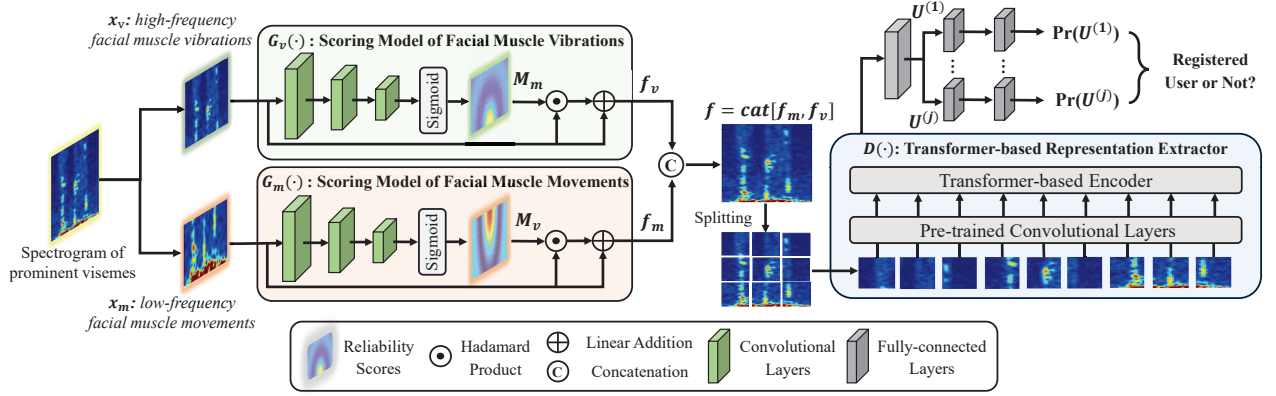 x_v: high-frequency
facial muscle vibrations
G_v(·): Scoring Model of Facial Muscle Vibrations
Sigmoid
M_m
f_v
Spectrogram of
prominent visemes
G_m(·): Scoring Model of Facial Muscle Movements
Sigmoid
M_v
f_m
x_m: low-frequency
facial muscle movements
C
f = cat[f_m, f_v]
Splitting
U^(1)
Pr(U^(1))
U^(j)
Pr(U^(j))
Registered
User or Not?
D(·): Transformer-based Representation Extractor
Transformer-based Encoder
Pre-trained Convolutional Layers
Reliability
Scores
Hadamard
Product
Linear Addition
C Concatenation
Convolutional
Layers
Fully-connected
Layers